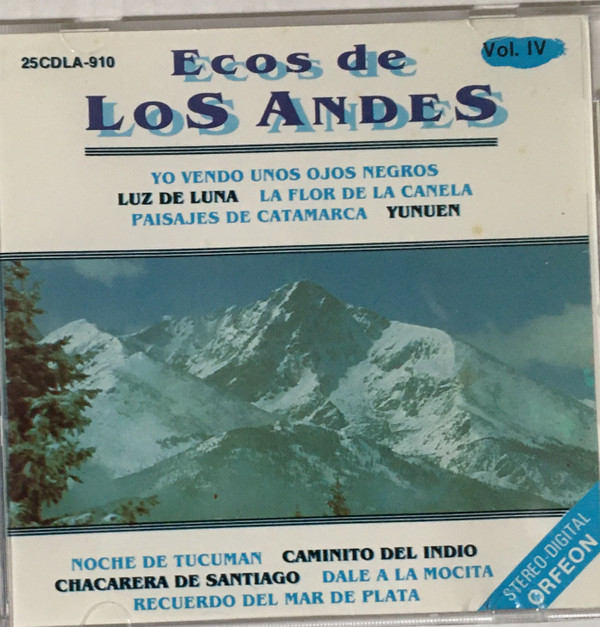 25CDLA-910
Ecos de
Vol. IV
Los Andes
YO VENDO UNOS OJOS NEGROS
LUZ DE LUNA LA FLOR DE LA CANELA
PAISAJES DE CATAMARCA YUNUEN
NOCHE DE TUCUMAN CAMINITO DEL INDIO
CHACARERA DE SANTIAGO DALE A LA MOCITA
RECUERDO DEL MAR DE PLATA
STEREO-DIGITAL
ORFEON